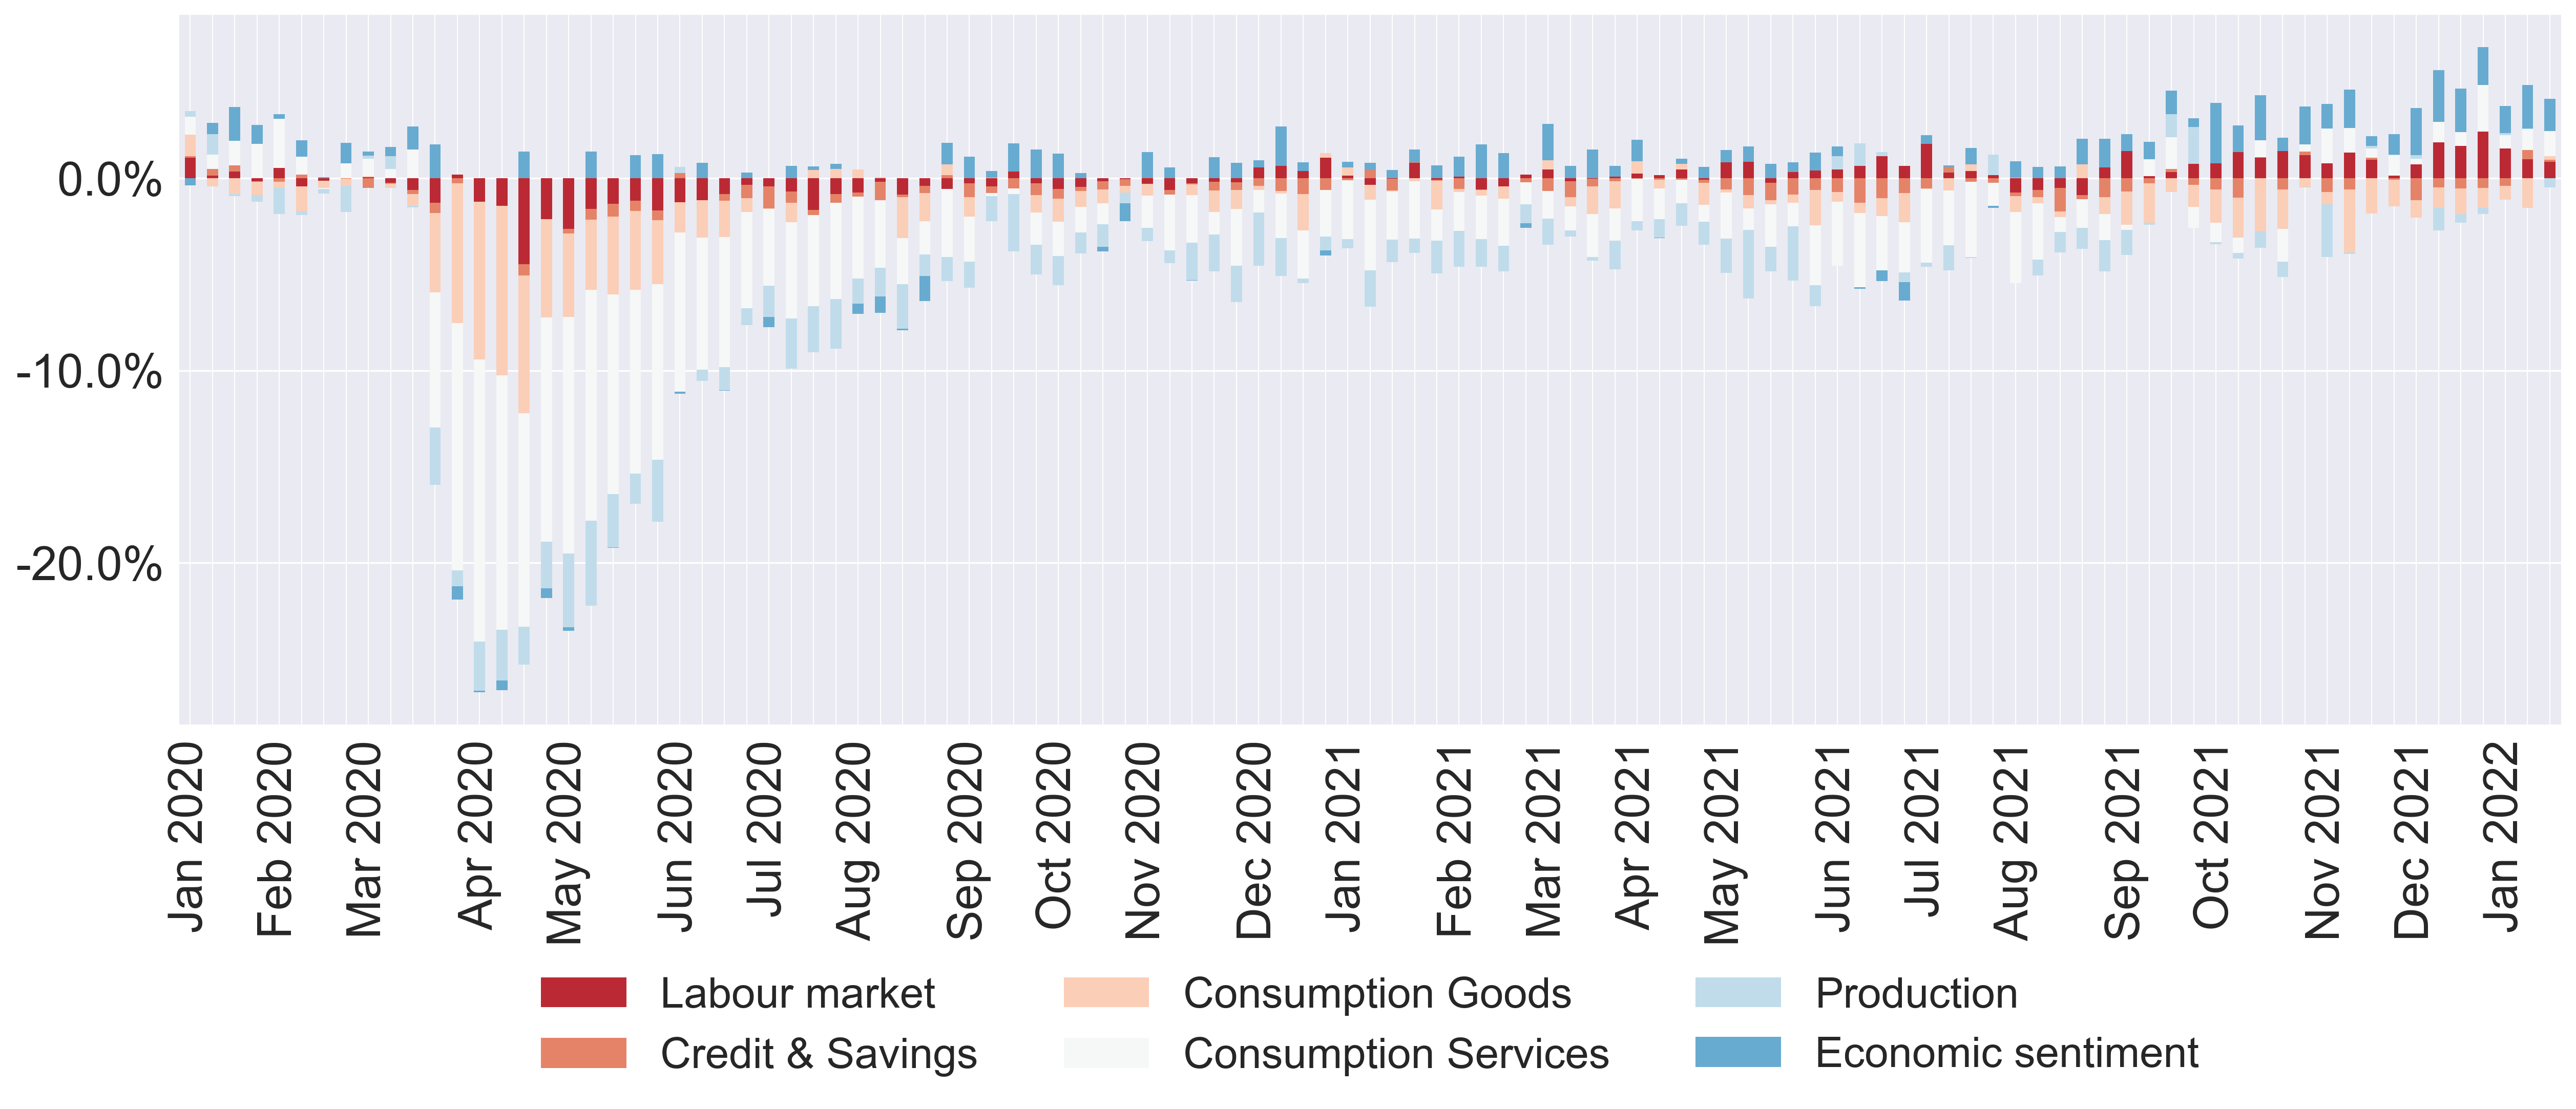 0.0%
-10.0%
-20.0%
Jan 2020
Feb 2020
Mar 2020
Apr 2020
May 2020
Jun 2020
Jul 2020
Aug 2020
Sep 2020
Oct 2020
Nov 2020
Dec 2020
Jan 2021
Feb 2021
Mar 2021
Apr 2021
May 2021
Jun 2021
Jul 2021
Aug 2021
Sep 2021
Oct 2021
Nov 2021
Dec 2021
Jan 2022
Labour market
Consumption Goods
Production
Credit & Savings
Consumption Services
Economic sentiment